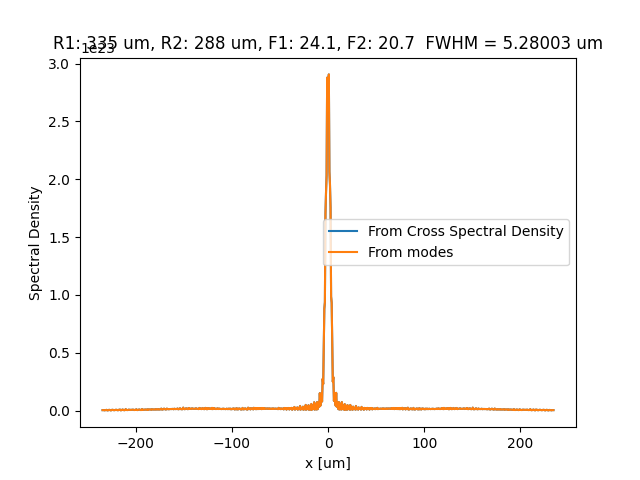 R1: 335 um, R2: 288 um, F1: 24.1, F2: 20.7  FWHM = 5.28003 um
1e23
3.0
2.5
2.0
1.5
1.0
0.5
0.0
Spectral Density
From Cross Spectral Density
From modes
−200 −100 0 100 200
x [um]